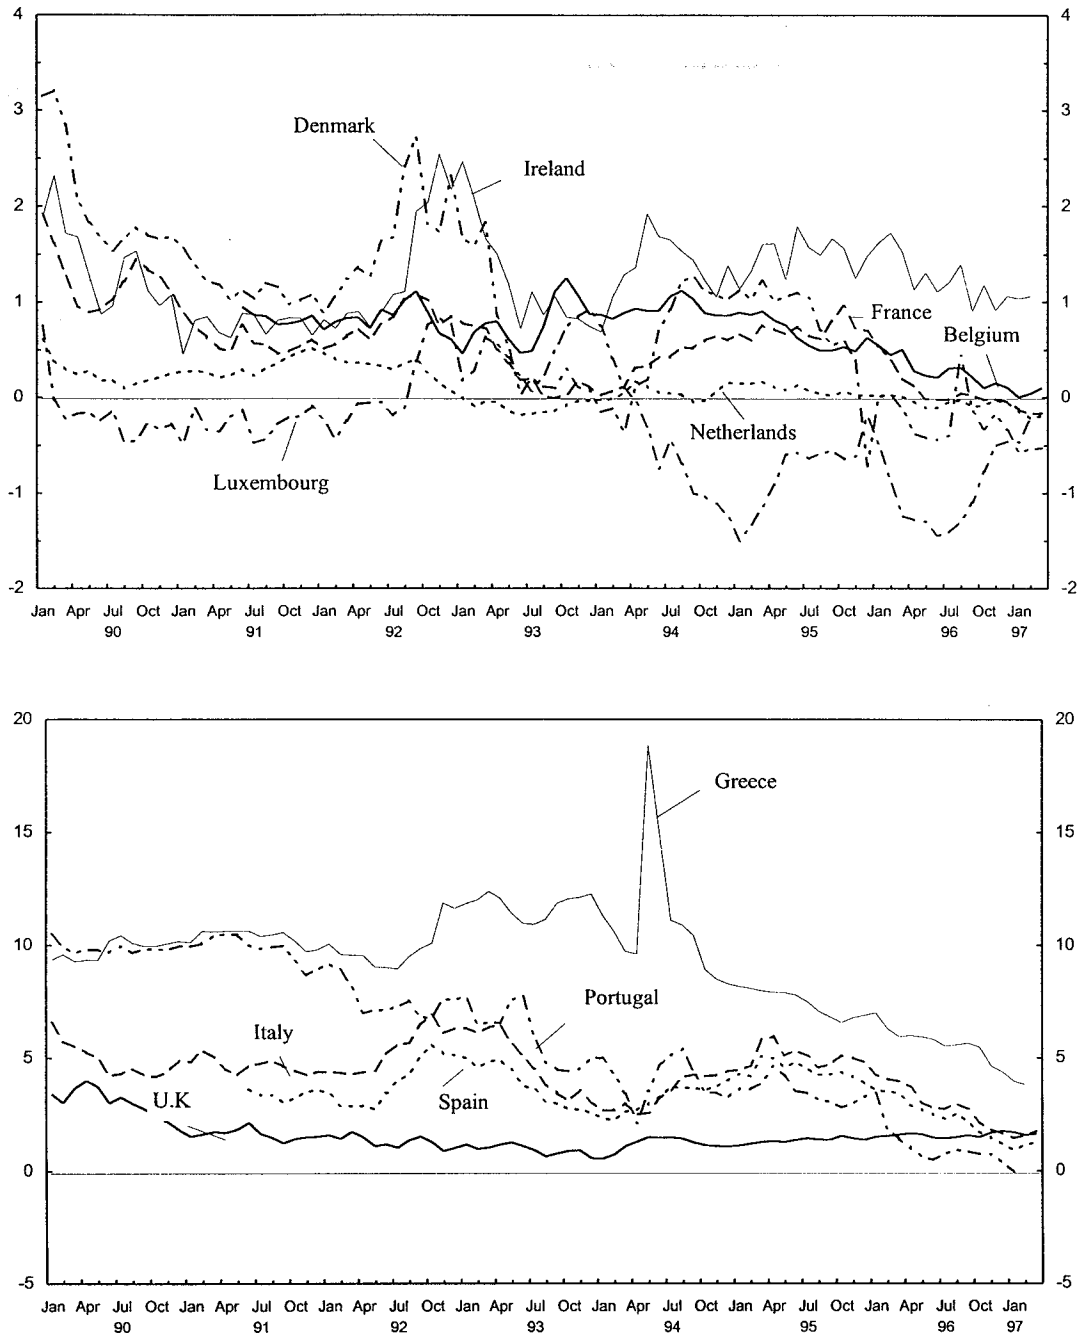 4 4
3 3
Denmark
Ireland
2 2
1 1
France
Belgium
0 0
Netherlands
Luxembourg
-1 -1
-2 -2
Jan Apr Jul Oct Jan Apr Jul Oct Jan Apr Jul Oct Jan Apr Jul Oct Jan Apr Jul Oct Jan Apr Jul Oct Jan Apr Jul Oct Jan
90 91 92 93 94 95 96 97
20 20
Greece
15 15
10 10
Portugal
Italy
5 5
U.K
Spain
0 0
-5 -5
Jan Apr Jul Oct Jan Apr Jul Oct Jan Apr Jul Oct Jan Apr Jul Oct Jan Apr Jul Oct Jan Apr Jul Oct Jan Apr Jul Oct Jan
90 91 92 93 94 95 96 97